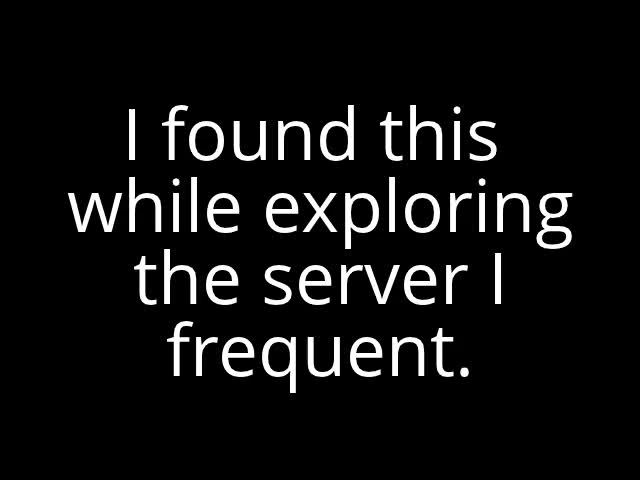 I found this
while exploring
the server I
frequent.